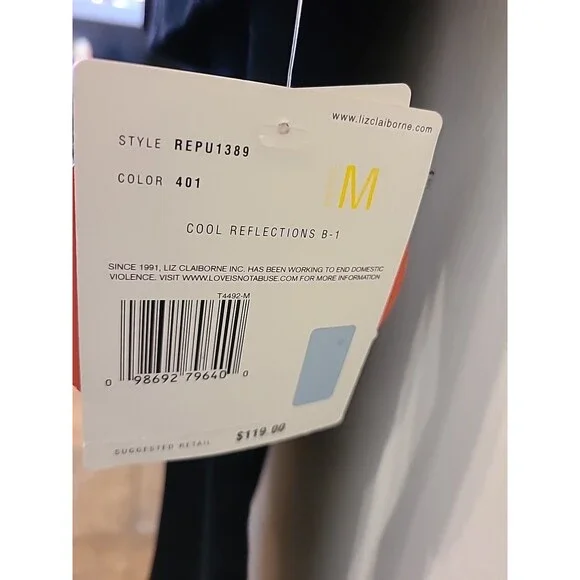 www.lizclaiborne.com
STYLE REPU1389
COLOR 401
M
COOL REFLECTIONS B-1
SINCE 1991, LIZ CLAIBORNE INC. HAS BEEN WORKING TO END DOMESTIC
VIOLENCE. VISIT WWW.LOVEISNOTABUSE.COM FOR MORE INFORMATION
T4492-M
0 98692 79640 0
SUGGESTED RETAIL $119.00